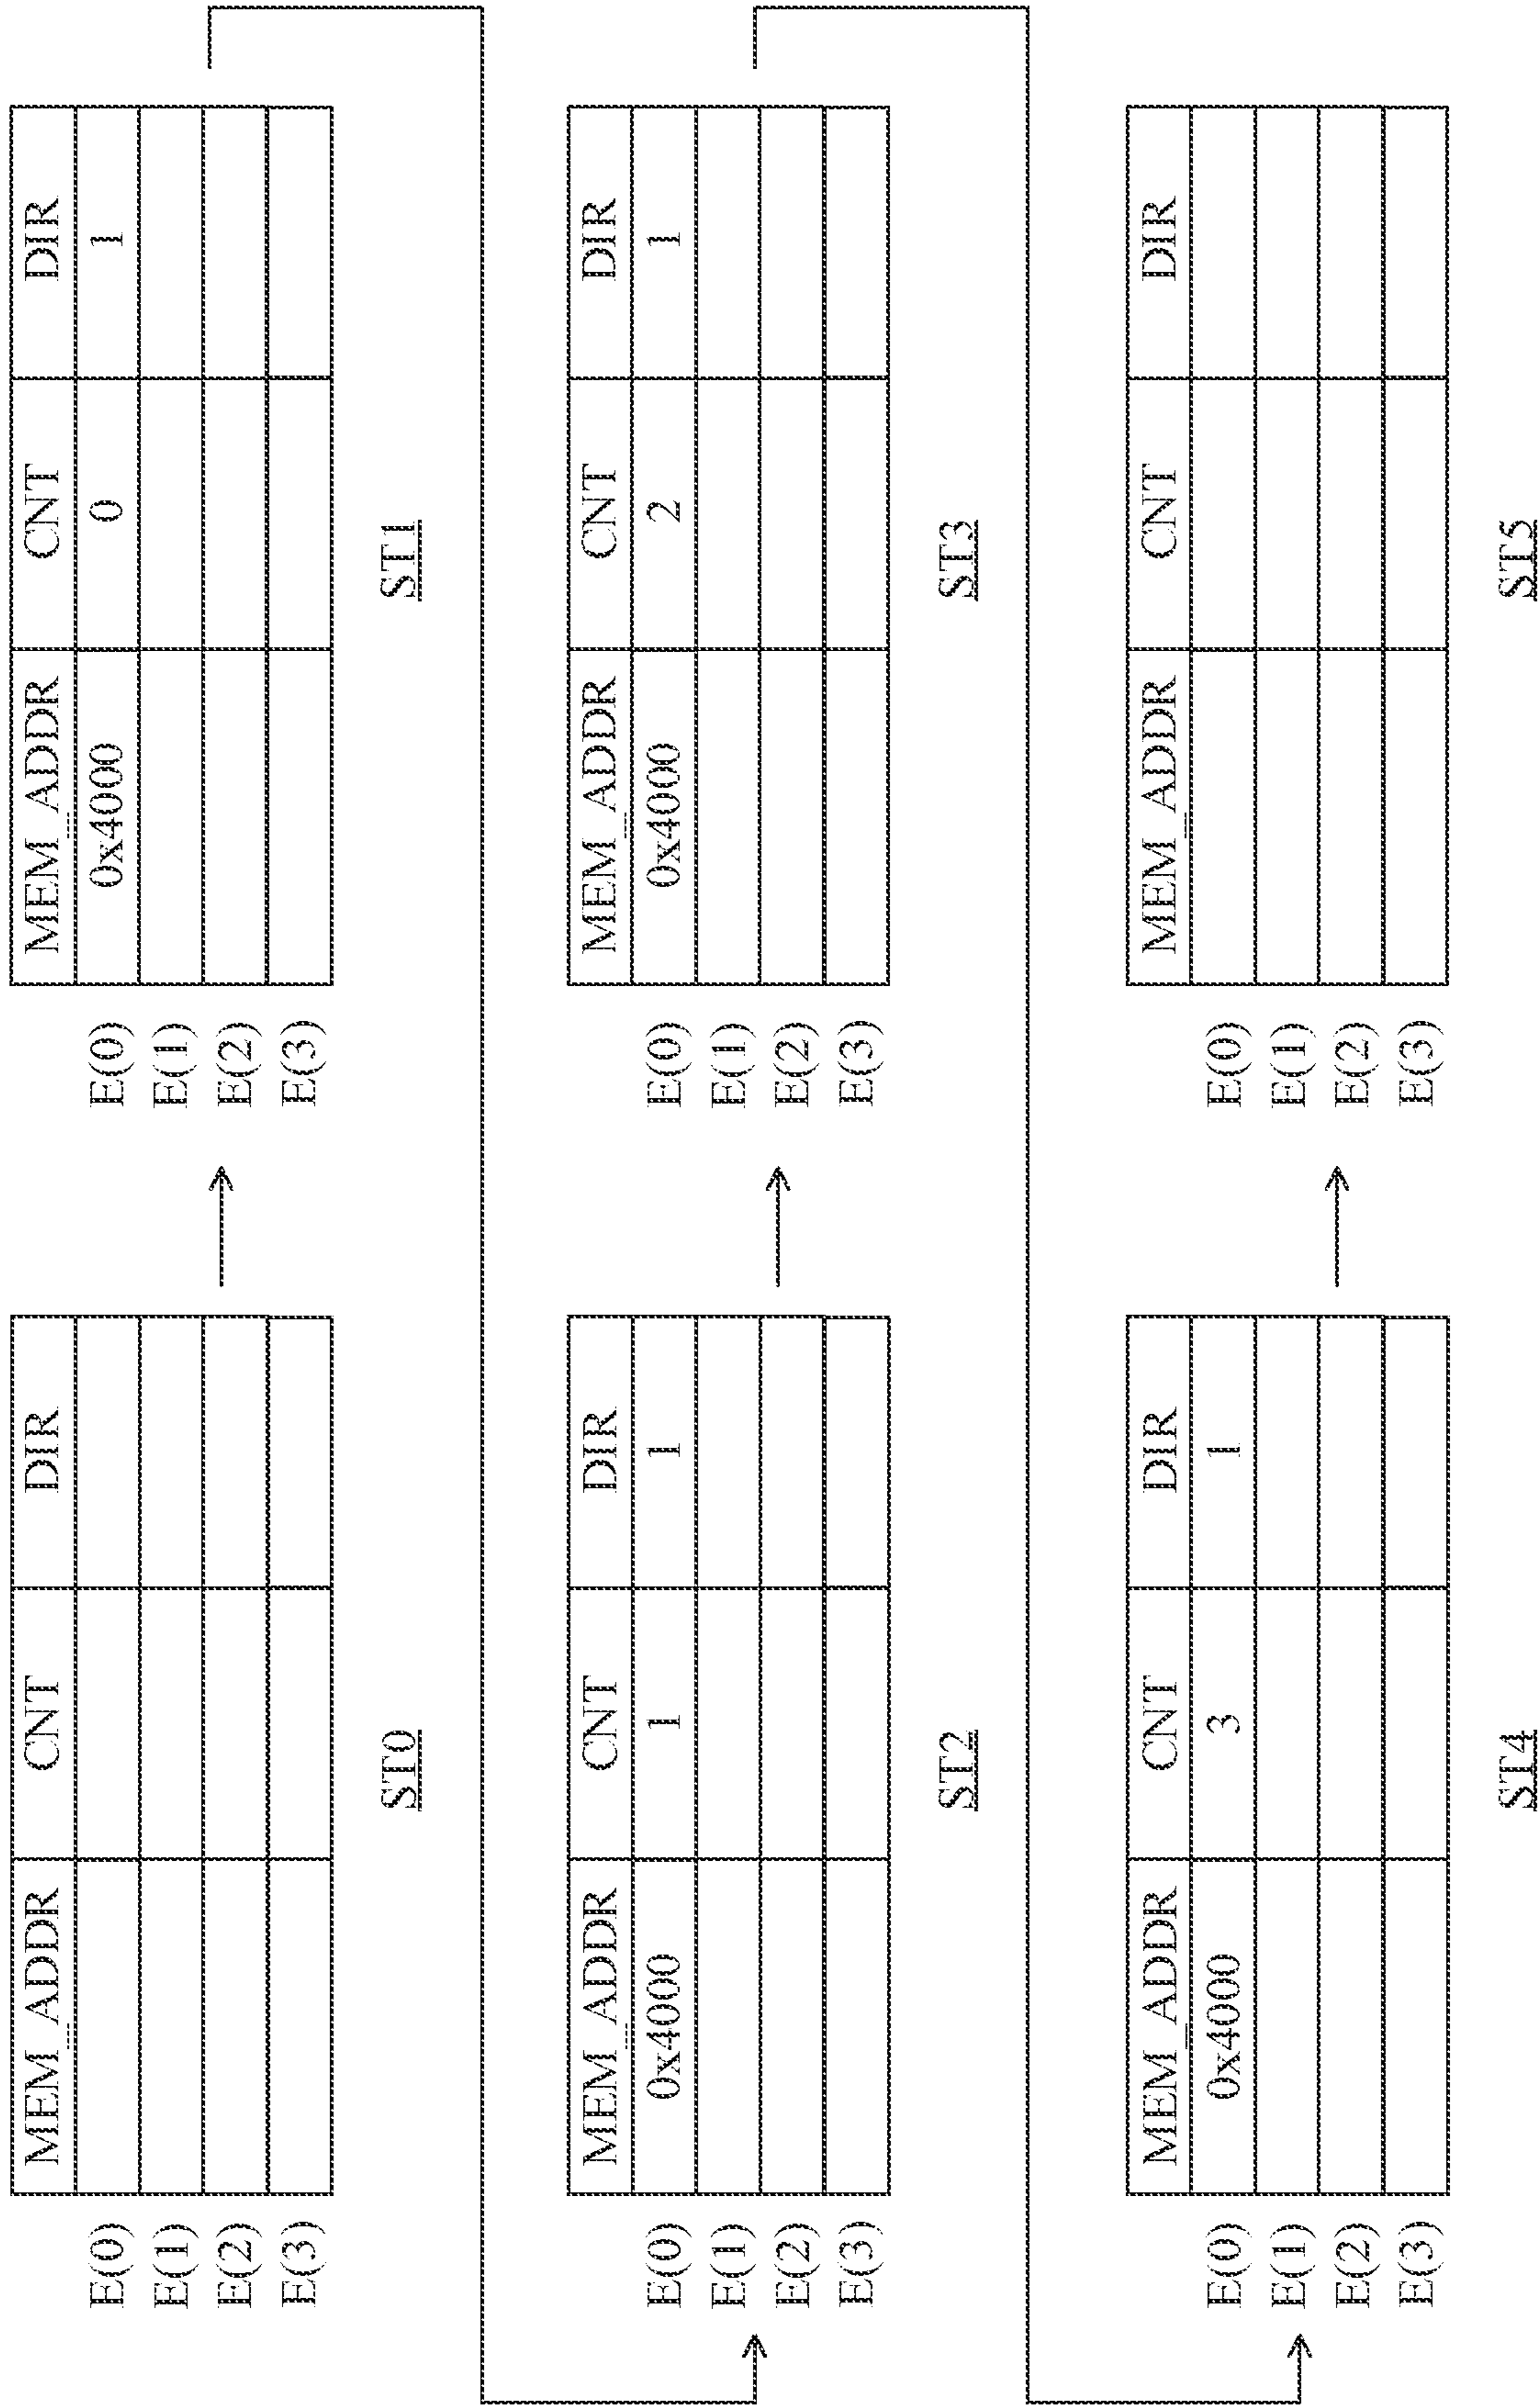 MEM_ADDR CNT DIR
E(0)
E(1)
E(2)
E(3)
ST0
MEM_ADDR CNT DIR
E(0) 0x4000 0 1
E(1)
E(2)
E(3)
ST1
MEM_ADDR CNT DIR
E(0) 0x4000 1 1
E(1)
E(2)
E(3)
ST2
MEM_ADDR CNT DIR
E(0) 0x4000 2 1
E(1)
E(2)
E(3)
ST3
MEM_ADDR CNT DIR
E(0) 0x4000 3 1
E(1)
E(2)
E(3)
ST4
MEM_ADDR CNT DIR
E(0)
E(1)
E(2)
E(3)
ST5